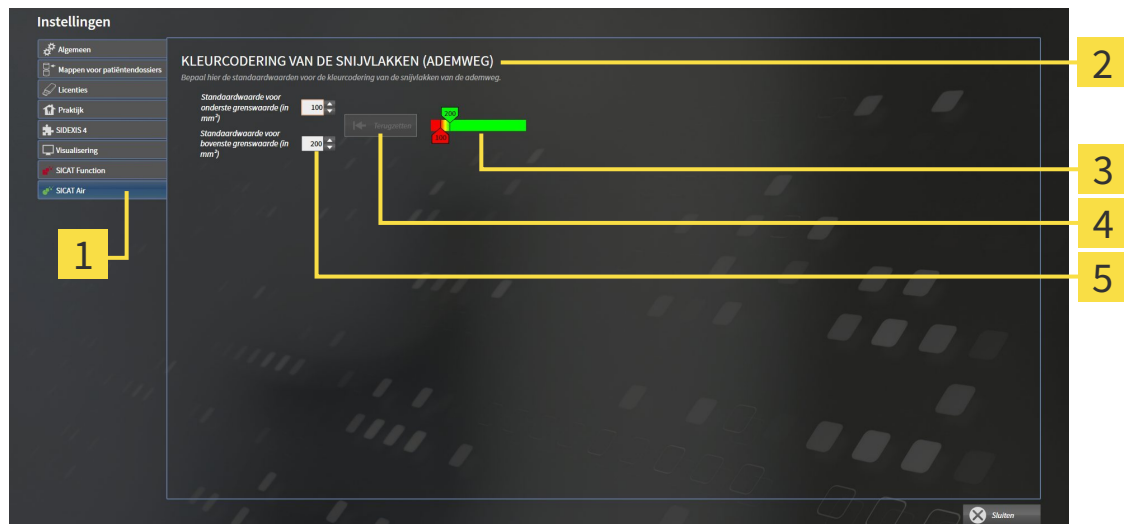 Instellingen
Algemeen
Mappen voor patiëntendossiers
Licenties
Praktijk
SIDEXIS 4
Visualisering
SICAT Function
SICAT Air
KLEURCODERING VAN DE SNIJVLAKKEN (ADEMWEG)
Bepaal hier de standaardwaarden voor de kleurcodering van de snijvlakken van de ademweg.
Standaardwaarde voor
onderste grenswaarde (in
mm²)
100
Standaardwaarde voor
bovenste grenswaarde (in
mm²)
200
Terugzetten
200
100
Sluiten
1
2
3
4
5